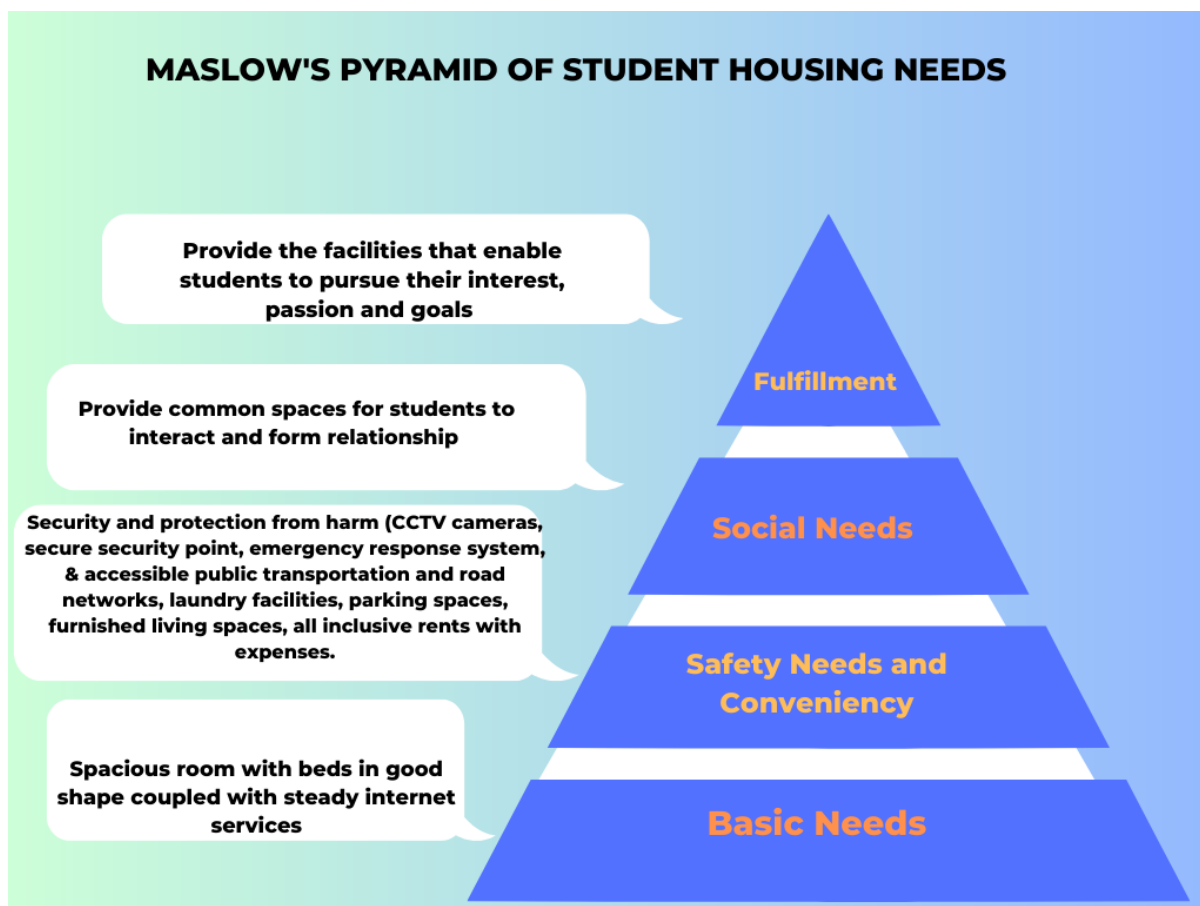 MASLOW'S PYRAMID OF STUDENT HOUSING NEEDS
Provide the facilities that enable
students to pursue their interest,
passion and goals
Fulfillment
Provide common spaces for students to
interact and form relationship
Social Needs
Security and protection from harm (CCTV cameras,
secure security point, emergency response system,
& accessible public transportation and road
networks, laundry facilities, parking spaces,
furnished living spaces, all inclusive rents with
expenses.
Safety Needs and
Conveniency
Spacious room with beds in good
shape coupled with steady internet
services
Basic Needs